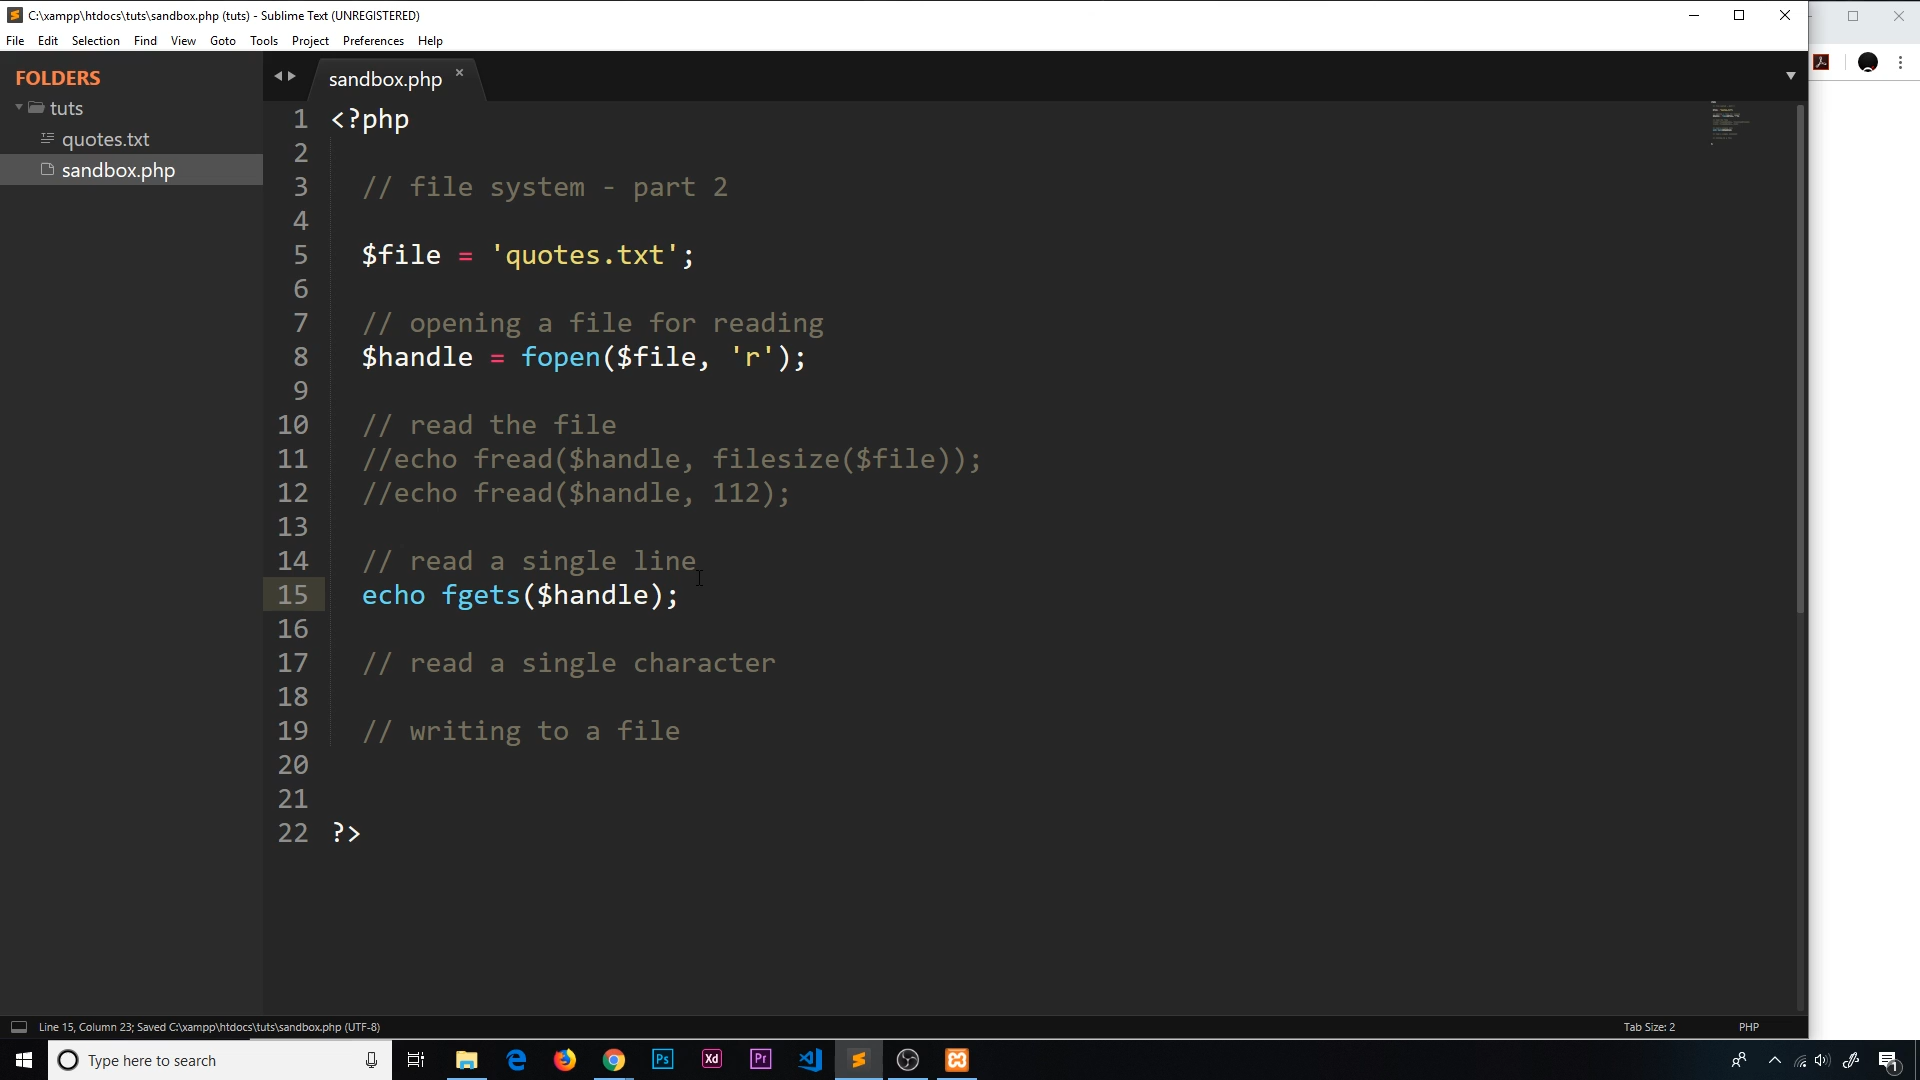 C:\xampp\htdocs\tuts\sandbox.php (tuts) - Sublime Text (UNREGISTERED)
File Edit Selection Find View Goto Tools Project Preferences Help
FOLDERS
tuts
quotes.txt
sandbox.php
sandbox.php ×
1 <?php
2
3 // file system - part 2
4
5 $file = 'quotes.txt';
6
7 // opening a file for reading
8 $handle = fopen($file, 'r');
9
10 // read the file
11 //echo fread($handle, filesize($file));
12 //echo fread($handle, 112);
13
14 // read a single line
15 echo fgets($handle);
16
17 // read a single character
18
19 // writing to a file
20
21
22 ?>
Line 15, Column 23; Saved C:\xampp\htdocs\tuts\sandbox.php (UTF-8)
Tab Size: 2
PHP
Type here to search
Ps
Xd
Pr
1